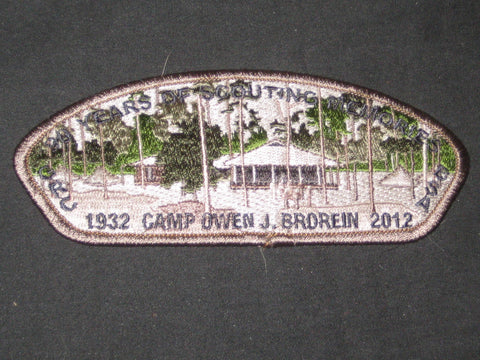 YEARS OF SCOUTING MEMORIES
1932 CAMP OWEN J. BROREIN 2012